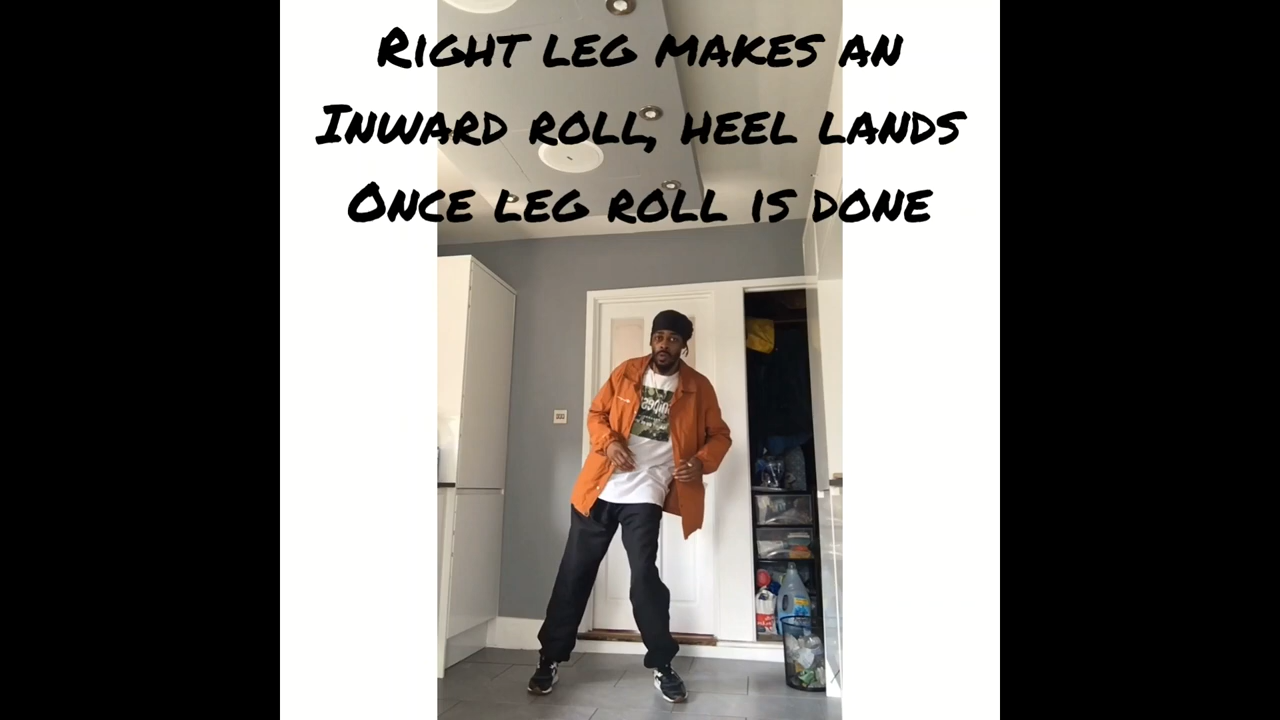 Right leg makes an
Inward roll, heel lands
Once leg roll is done